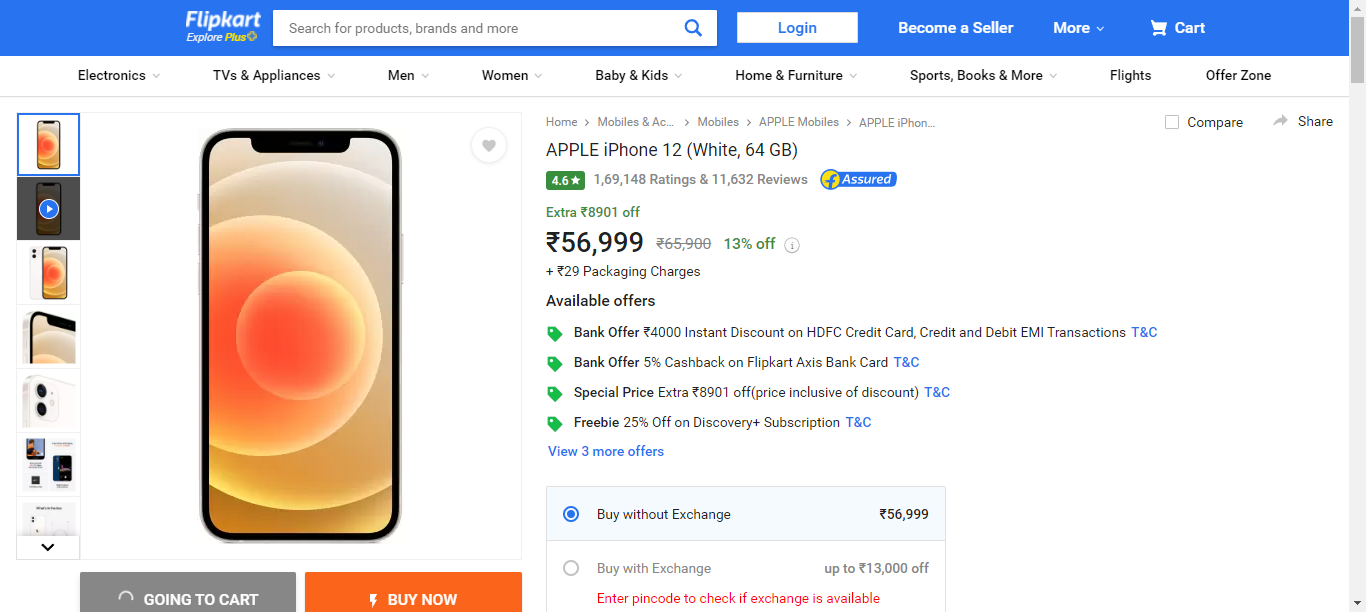 Flipkart
Explore Plus
Search for products, brands and more
Login
Become a Seller
More
Cart
Electronics
TVs & Appliances
Men
Women
Baby & Kids
Home & Furniture
Sports, Books & More
Flights
Offer Zone
Home
Mobiles & Ac...
Mobiles
APPLE Mobiles
APPLE iPhon...
Compare
Share
APPLE iPhone 12 (White, 64 GB)
4.6★ 1,69,148 Ratings & 11,632 Reviews
f Assured
Extra ₹8901 off
₹56,999 ₹65,900 13% off i
+ ₹29 Packaging Charges
Available offers
Bank Offer ₹4000 Instant Discount on HDFC Credit Card, Credit and Debit EMI Transactions T&C
Bank Offer 5% Cashback on Flipkart Axis Bank Card T&C
Special Price Extra ₹8901 off(price inclusive of discount) T&C
Freebie 25% Off on Discovery+ Subscription T&C
View 3 more offers
Buy without Exchange ₹56,999
Buy with Exchange up to ₹13,000 off
Enter pincode to check if exchange is available
GOING TO CART
BUY NOW